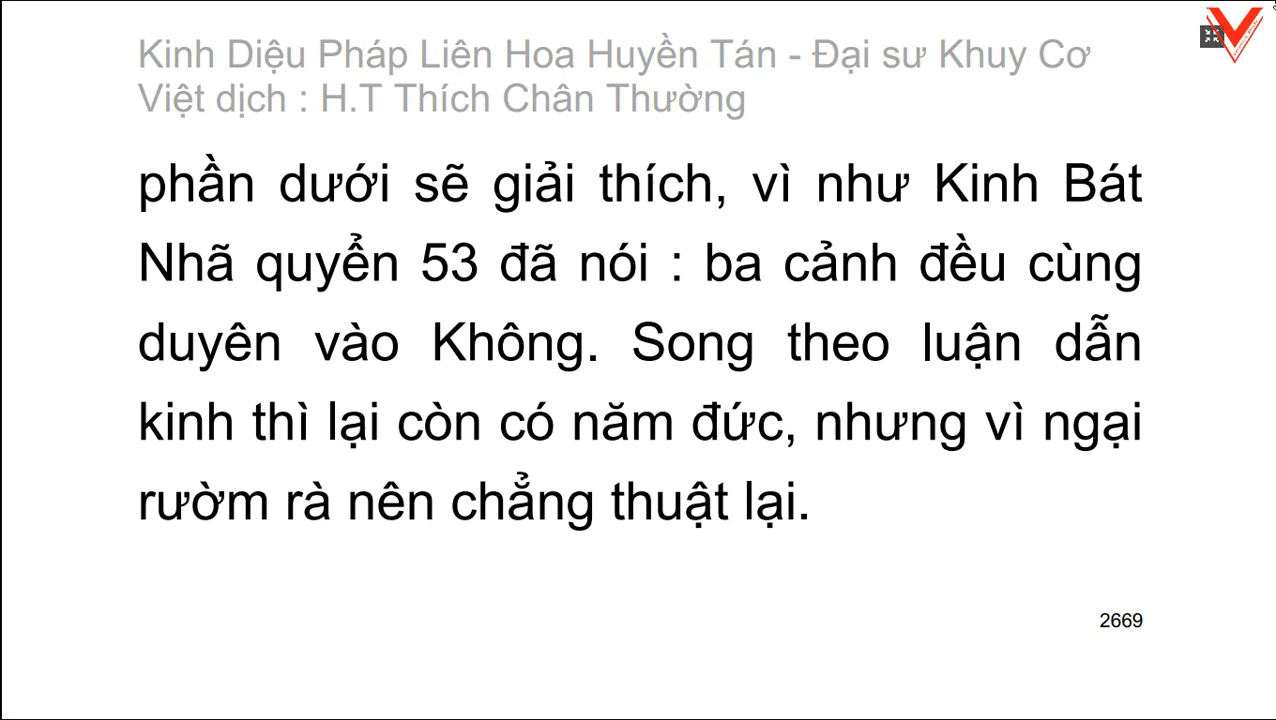 Kinh Diệu Pháp Liên Hoa Huyền Tán - Đại sư Khuy Cơ
Việt dịch : H.T Thích Chân Thường
phần dưới sẽ giải thích, vì như Kinh Bát
Nhã quyển 53 đã nói : ba cảnh đều cùng
duyên vào Không. Song theo luận dẫn
kinh thì lại còn có năm đức, nhưng vì ngại
rườm rà nên chẳng thuật lại.
2669